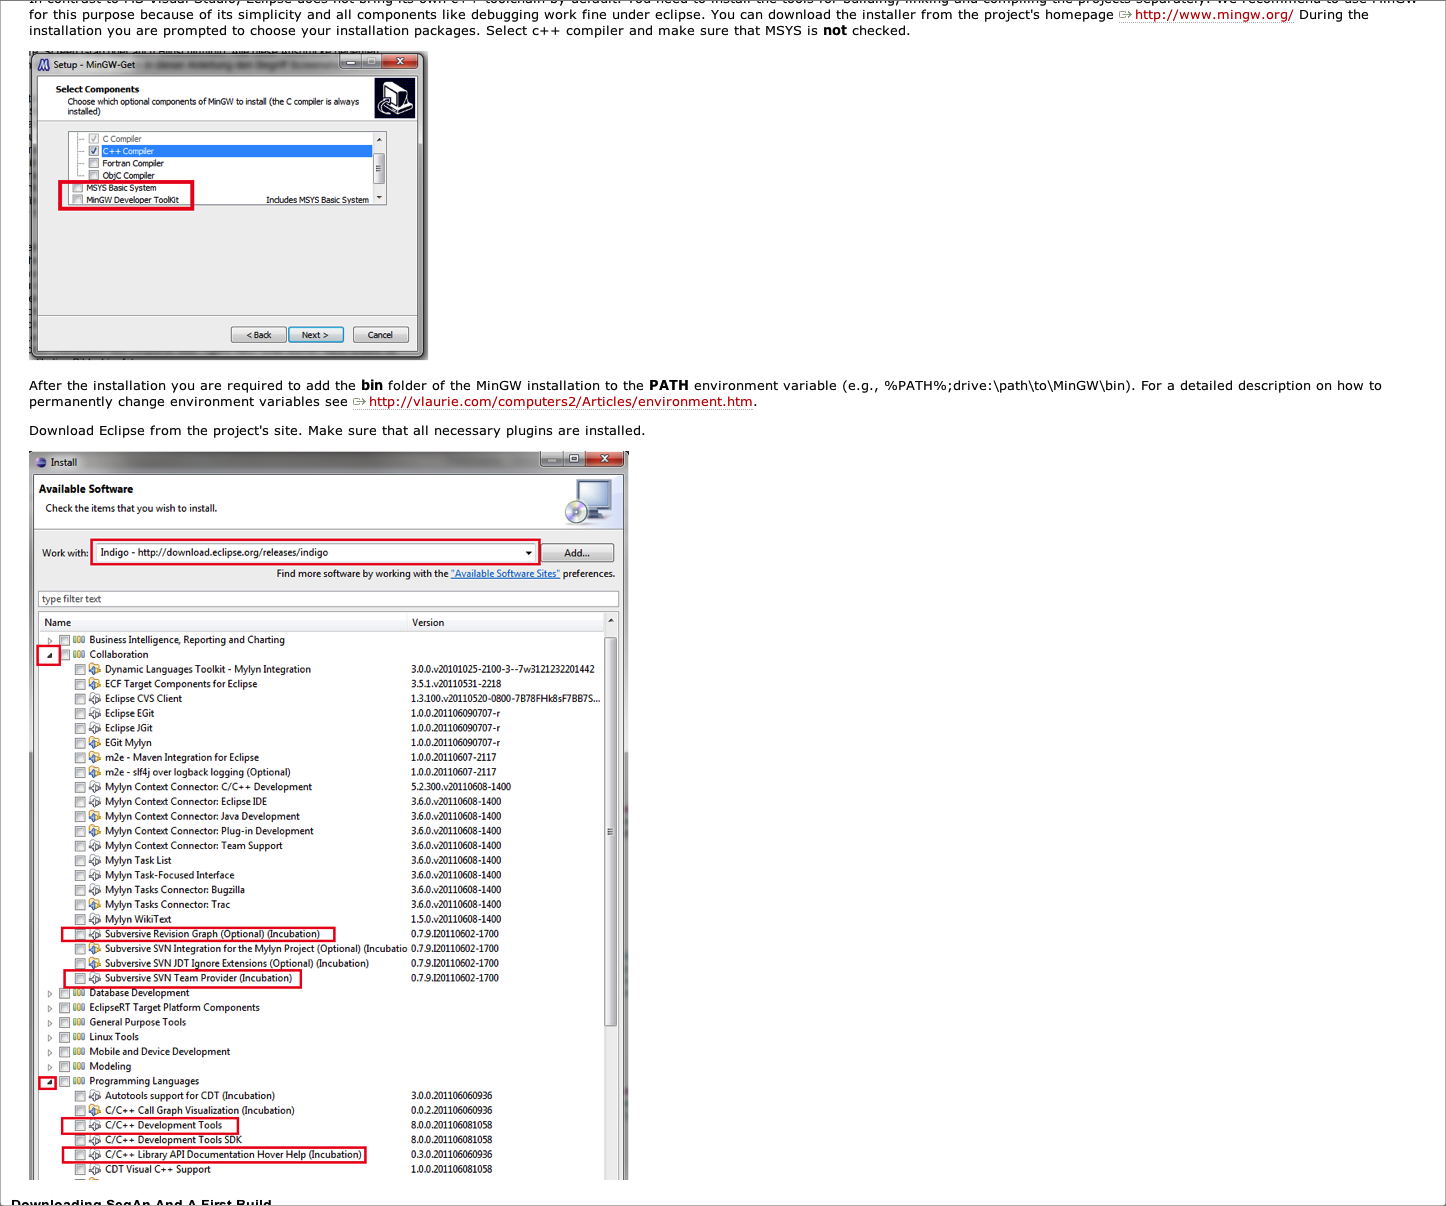 for this purpose because of its simplicity and all components like debugging work fine under eclipse. You can download the installer from the project's homepage http://www.mingw.org/ During the
installation you are prompted to choose your installation packages. Select c++ compiler and make sure that MSYS is not checked.
Setup - MinGW-Get
Select Components
Choose which optional components of MinGW to install (the C compiler is always
installed)
C Compiler
C++ Compiler
Fortran Compiler
ObjC Compiler
MSYS Basic System
MinGW Developer ToolKit Includes MSYS Basic System
< Back Next > Cancel
After the installation you are required to add the bin folder of the MinGW installation to the PATH environment variable (e.g., %PATH%;drive:\path\to\MinGW\bin). For a detailed description on how to
permanently change environment variables see http://vlaurie.com/computers2/Articles/environment.htm.
Download Eclipse from the project's site. Make sure that all necessary plugins are installed.
Install
Available Software
Check the items that you wish to install.
Work with: Indigo - http://download.eclipse.org/releases/indigo Add...
Find more software by working with the "Available Software Sites" preferences.
type filter text
Name Version
Business Intelligence, Reporting and Charting
Collaboration
Dynamic Languages Toolkit - Mylyn Integration 3.0.0.v20101025-2100-3--7w3121232201442
ECF Target Components for Eclipse 3.5.1.v20110531-2218
Eclipse CVS Client 1.3.100.v20110520-0800-7B78FHk8sF7BB7S...
Eclipse EGit 1.0.0.201106090707-r
Eclipse JGit 1.0.0.201106090707-r
EGit Mylyn 1.0.0.201106090707-r
m2e - Maven Integration for Eclipse 1.0.0.20110607-2117
m2e - slf4j over logback logging (Optional) 1.0.0.20110607-2117
Mylyn Context Connector: C/C++ Development 5.2.300.v20110608-1400
Mylyn Context Connector: Eclipse IDE 3.6.0.v20110608-1400
Mylyn Context Connector: Java Development 3.6.0.v20110608-1400
Mylyn Context Connector: Plug-in Development 3.6.0.v20110608-1400
Mylyn Context Connector: Team Support 3.6.0.v20110608-1400
Mylyn Task List 3.6.0.v20110608-1400
Mylyn Task-Focused Interface 3.6.0.v20110608-1400
Mylyn Tasks Connector: Bugzilla 3.6.0.v20110608-1400
Mylyn Tasks Connector: Trac 3.6.0.v20110608-1400
Mylyn WikiText 1.5.0.v20110608-1400
Subversive Revision Graph (Optional) (Incubation) 0.7.9.I20110602-1700
Subversive SVN Integration for the Mylyn Project (Optional) (Incubatio 0.7.9.I20110602-1700
Subversive SVN JDT Ignore Extensions (Optional) (Incubation) 0.7.9.I20110602-1700
Subversive SVN Team Provider (Incubation) 0.7.9.I20110602-1700
Database Development
EclipseRT Target Platform Components
General Purpose Tools
Linux Tools
Mobile and Device Development
Modeling
Programming Languages
Autotools support for CDT (Incubation) 3.0.0.201106060936
C/C++ Call Graph Visualization (Incubation) 0.0.2.201106060936
C/C++ Development Tools 8.0.0.201106081058
C/C++ Development Tools SDK 8.0.0.201106081058
C/C++ Library API Documentation Hover Help (Incubation) 0.3.0.201106060936
CDT Visual C++ Support 1.0.0.201106081058
Downloading SeqAn And A First Build